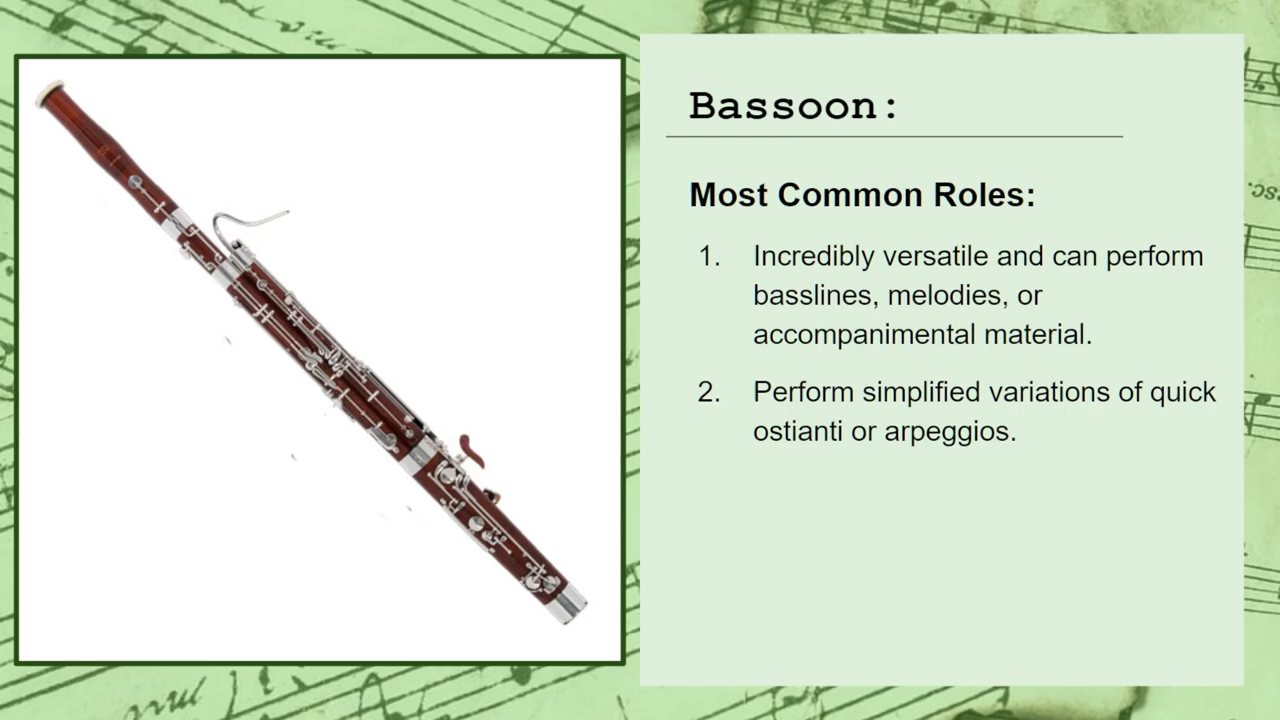 Bassoon:
Most Common Roles:
1. Incredibly versatile and can perform
basslines, melodies, or
accompanimental material.
2. Perform simplified variations of quick
ostianti or arpeggios.